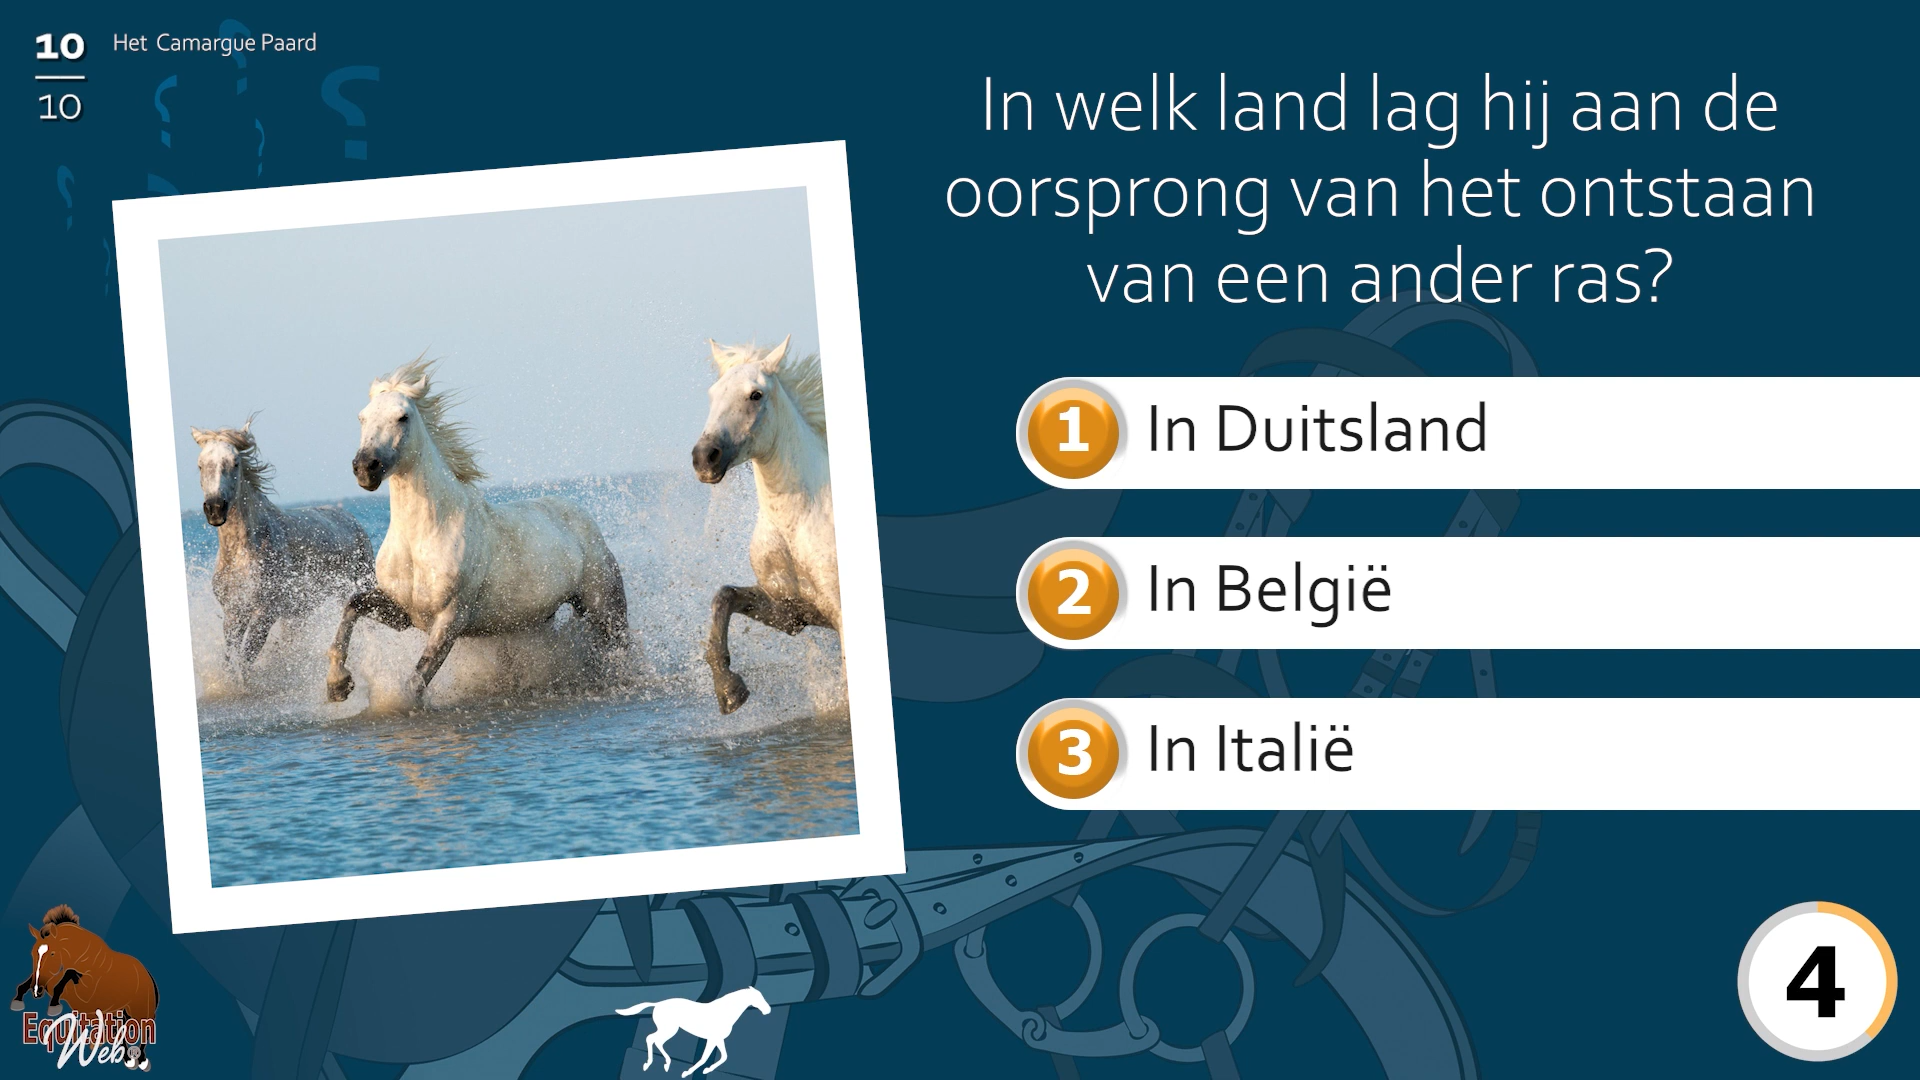 10
10
Het Camargue Paard
In welk land lag hij aan de
oorsprong van het ontstaan
van een ander ras?
1 In Duitsland
2 In België
3 In Italië
4
Equitation
Web